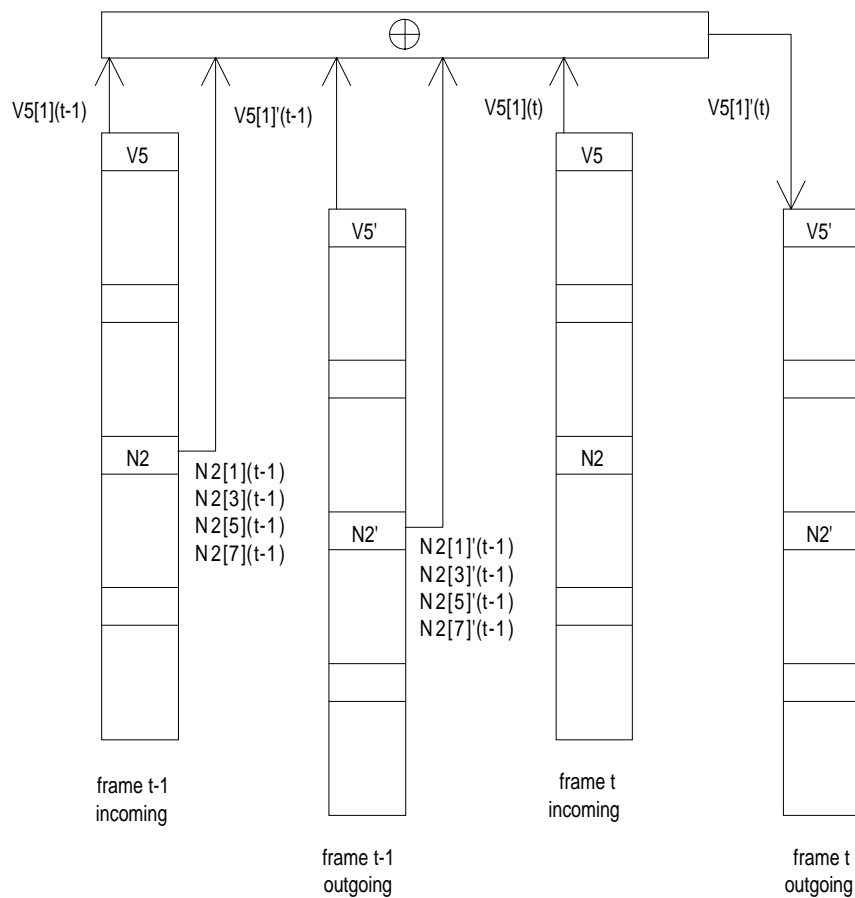 V5[1](t-1)
V5[1]'(t-1)
V5[1](t)
V5[1]'(t)
V5
V5
V5'
V5'
N2
N2[1](t-1)
N2[3](t-1)
N2[5](t-1)
N2[7](t-1)
N2
N2'
N2[1]'(t-1)
N2[3]'(t-1)
N2[5]'(t-1)
N2[7]'(t-1)
N2'
frame t-1
incoming
frame t
incoming
frame t-1
outgoing
frame t
outgoing